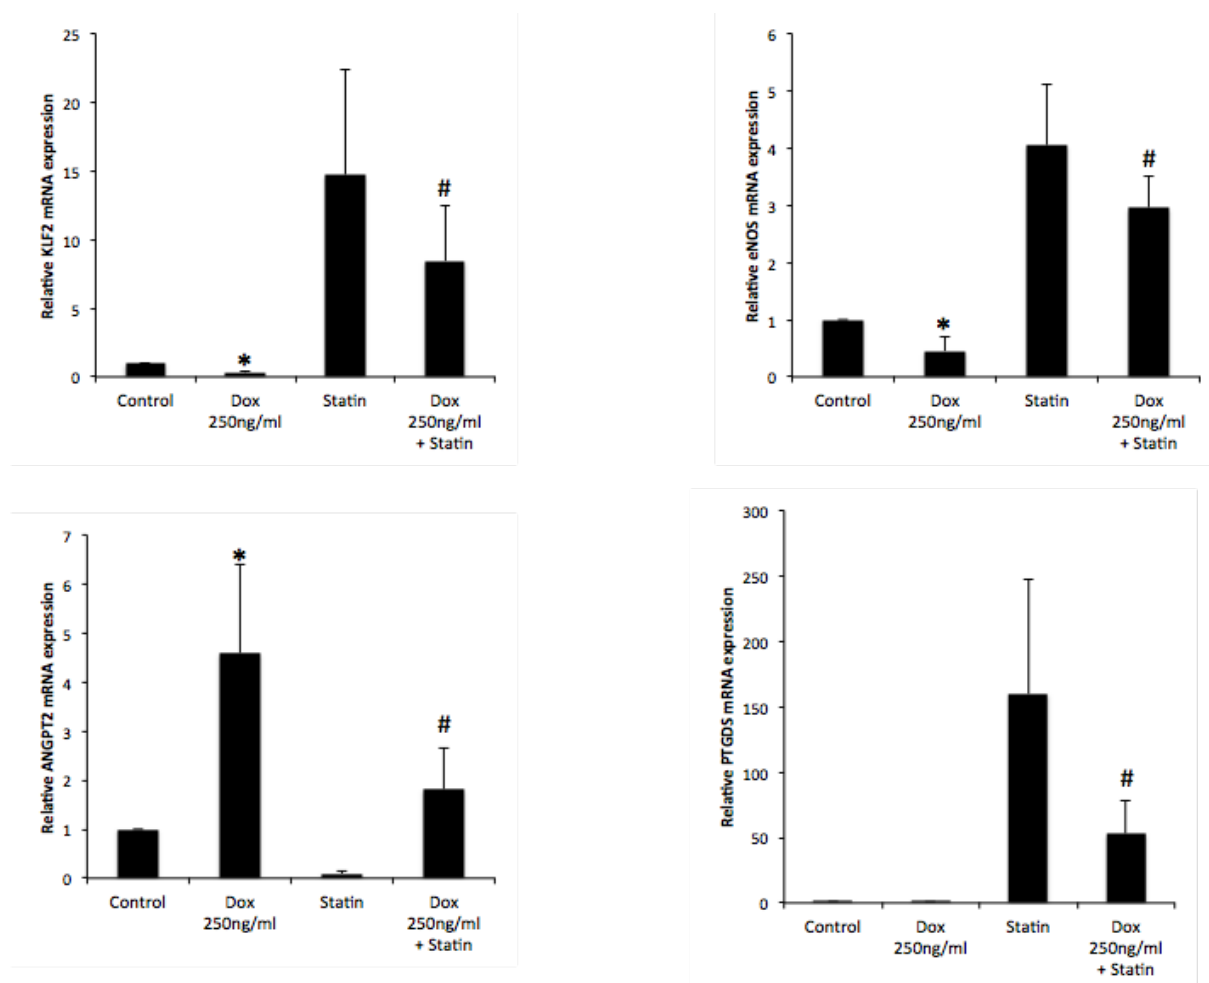 Relative KLF2 mRNA expression
25
20
15
10
5
0
*
#
Control
Dox
250ng/ml
Statin
Dox
250ng/ml
+ Statin
Relative eNOS mRNA expression
6
5
4
3
2
1
0
*
#
Control
Dox
250ng/ml
Statin
Dox
250ng/ml
+ Statin
Relative ANGPT2 mRNA expression
7
6
5
4
3
2
1
0
*
#
Control
Dox
250ng/ml
Statin
Dox
250ng/ml
+ Statin
Relative PTGDS mRNA expression
300
250
200
150
100
50
0
#
Control
Dox
250ng/ml
Statin
Dox
250ng/ml
+ Statin